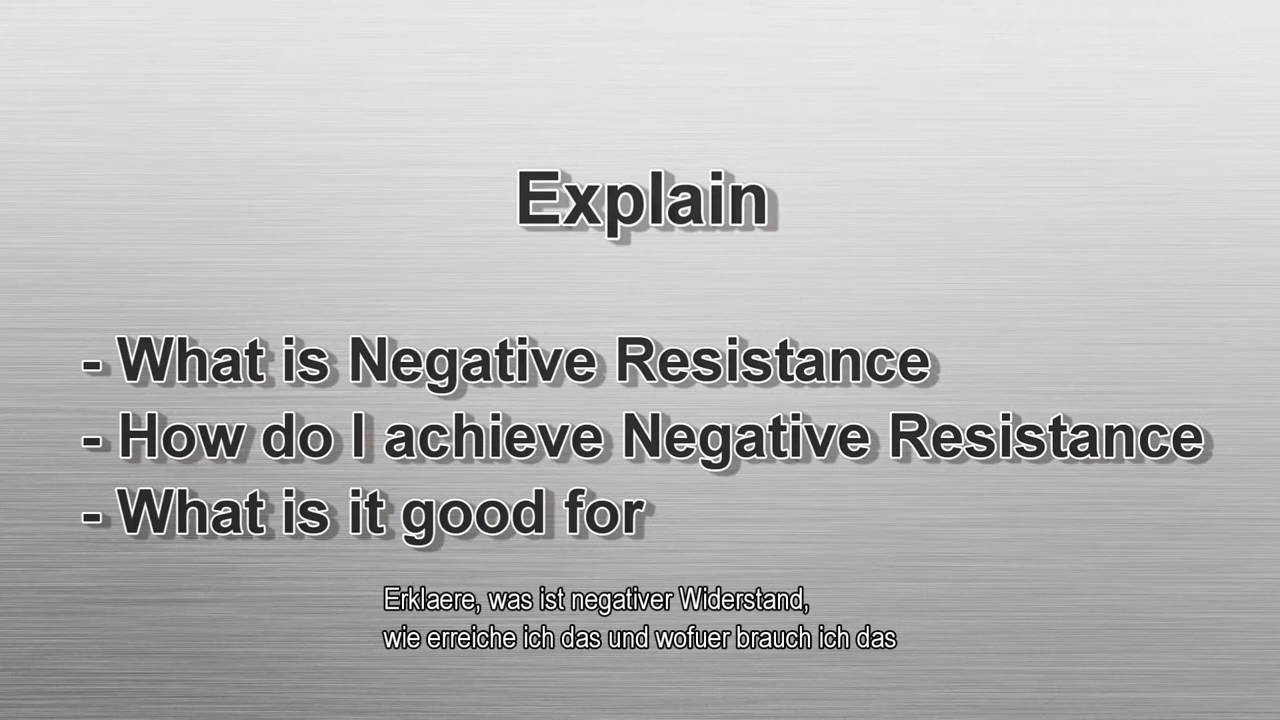 Explain
- What is Negative Resistance
- How do I achieve Negative Resistance
- What is it good for
Erklaere, was ist negativer Widerstand,
wie erreiche ich das und wofuer brauch ich das